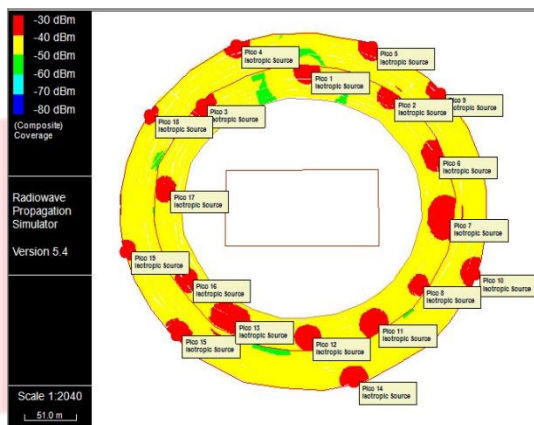 -30 dBm
-40 dBm
-50 dBm
-60 dBm
-70 dBm
-80 dBm
(Composite)
Coverage
Radiowave
Propagation
Simulator
Version 5.4
Scale 1:2040
51.0 m
Pico 4
Isotropic Source
Pico 5
Isotropic Source
Pico 1
Isotropic Source
Pico 2
Isotropic Source
Pico 9
Isotropic Source
Pico 18
Isotropic Source
Pico 3
Isotropic Source
Pico 6
Isotropic Source
Pico 17
Isotropic Source
Pico 7
Isotropic Source
Pico 15
Isotropic Source
Pico 10
Isotropic Source
Pico 16
Isotropic Source
Pico 8
Isotropic Source
Pico 15
Isotropic Source
Pico 13
Isotropic Source
Pico 12
Isotropic Source
Pico 11
Isotropic Source
Pico 14
Isotropic Source